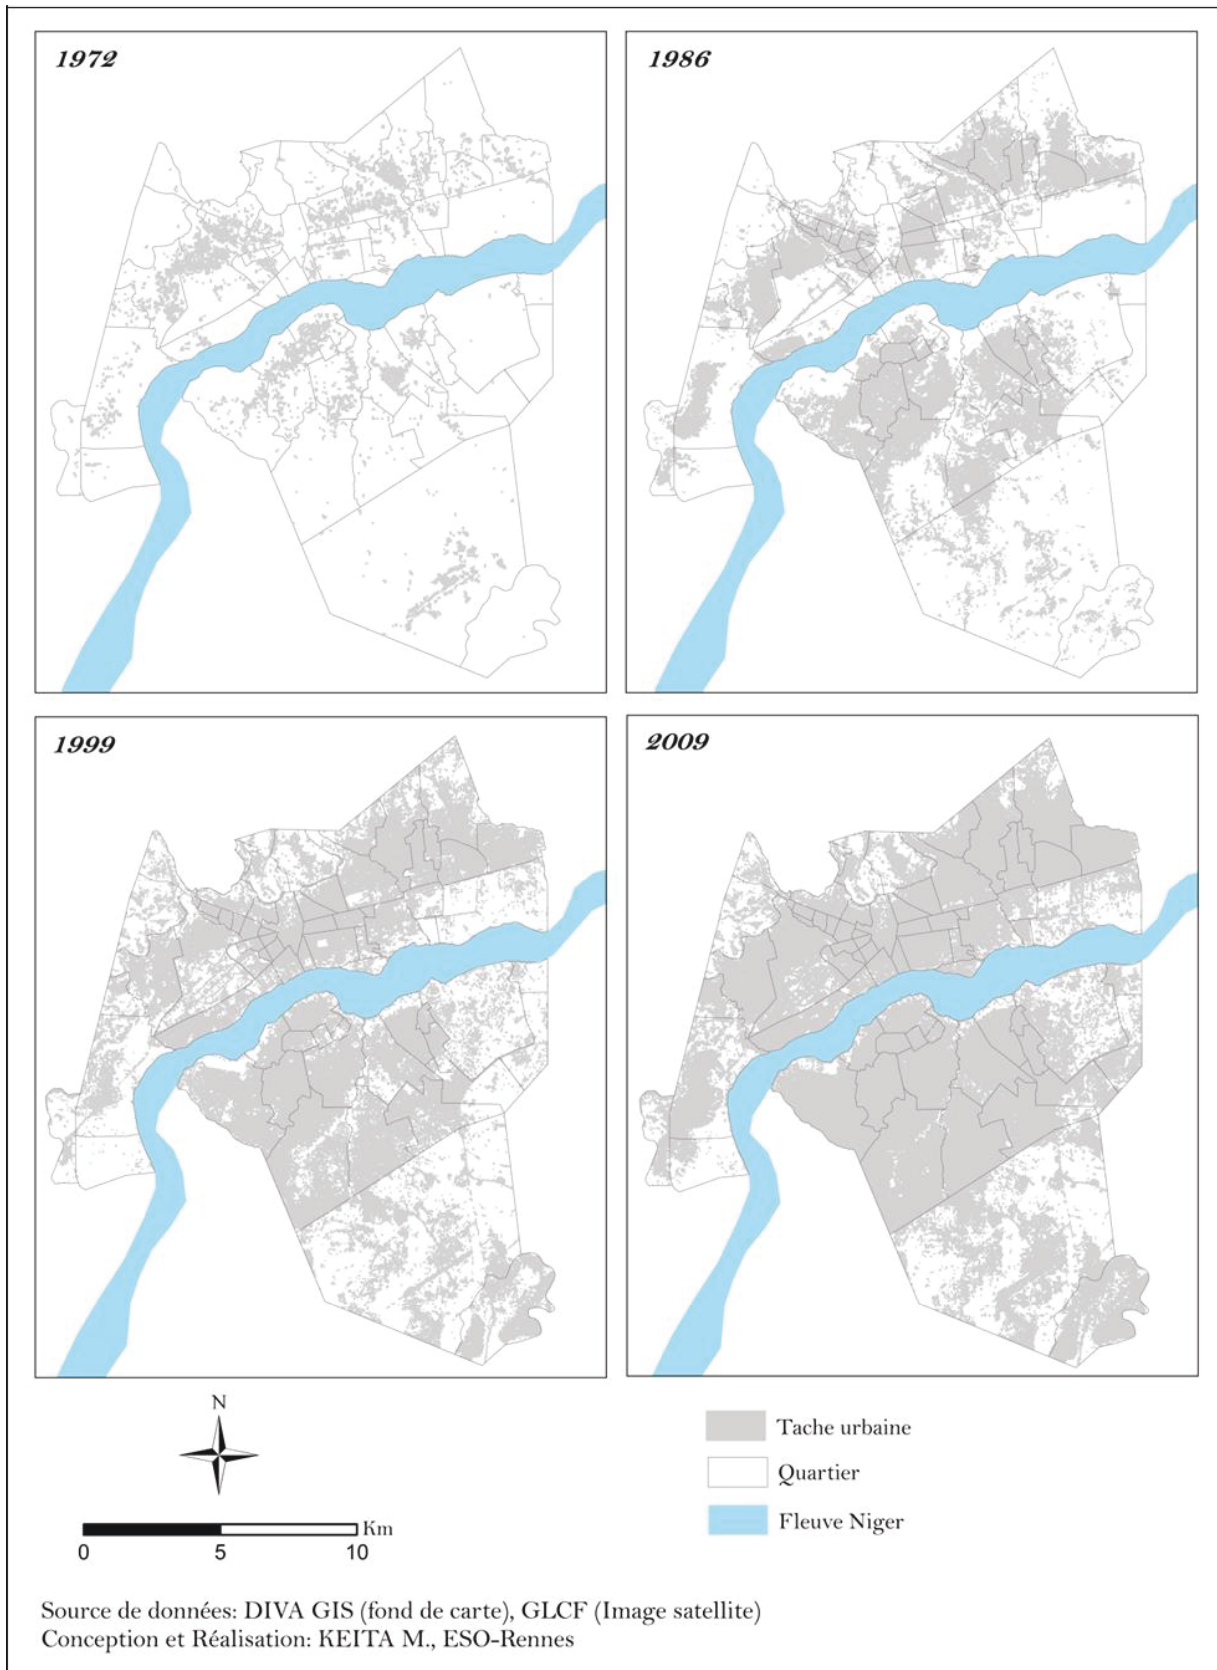 1972
1986
1999
2009
N
Km
0 5 10
Tache urbaine
Quartier
Fleuve Niger
Source de données: DIVA GIS (fond de carte), GLCF (Image satellite)
Conception et Réalisation: KEITA M., ESO-Rennes